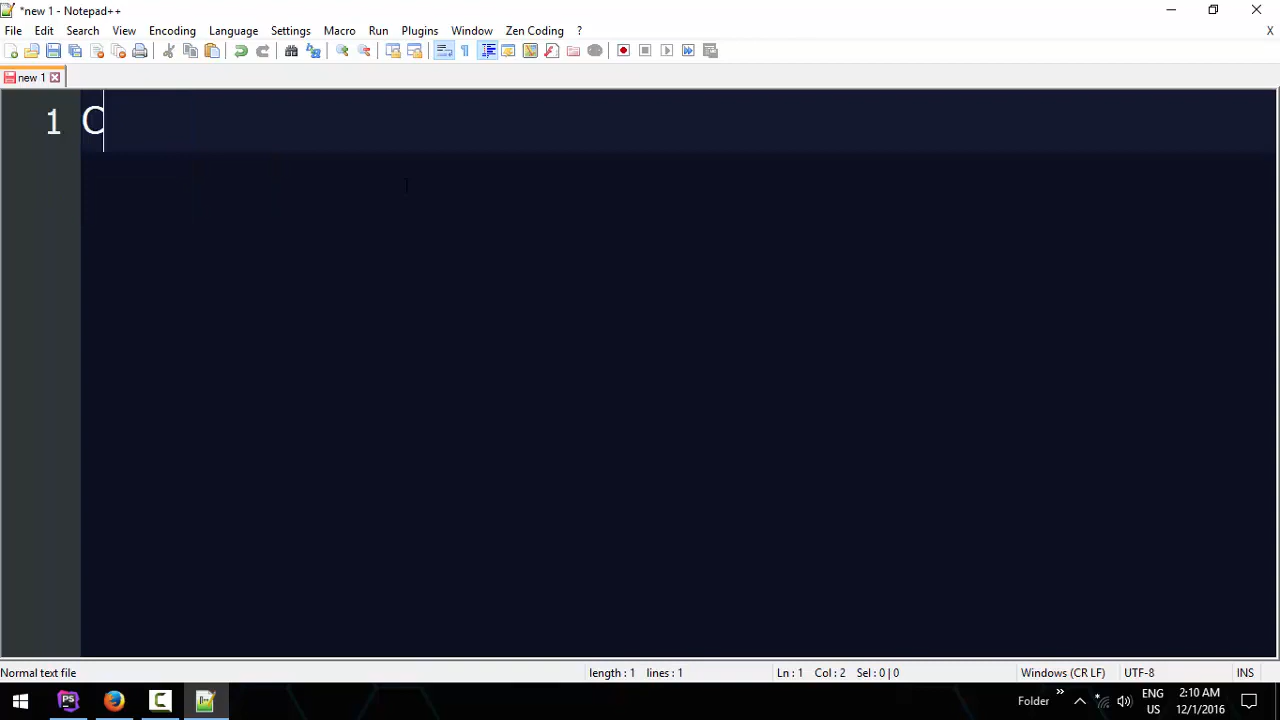 *new 1 - Notepad++
File Edit Search View Encoding Language Settings Macro Run Plugins Window Zen Coding ? X
new 1
1 C
Normal text file length : 1 lines : 1 Ln : 1 Col : 2 Sel : 0 | 0 Windows (CR LF) UTF-8 INS
PS C Folder » ENG 2:10 AM
US 12/1/2016